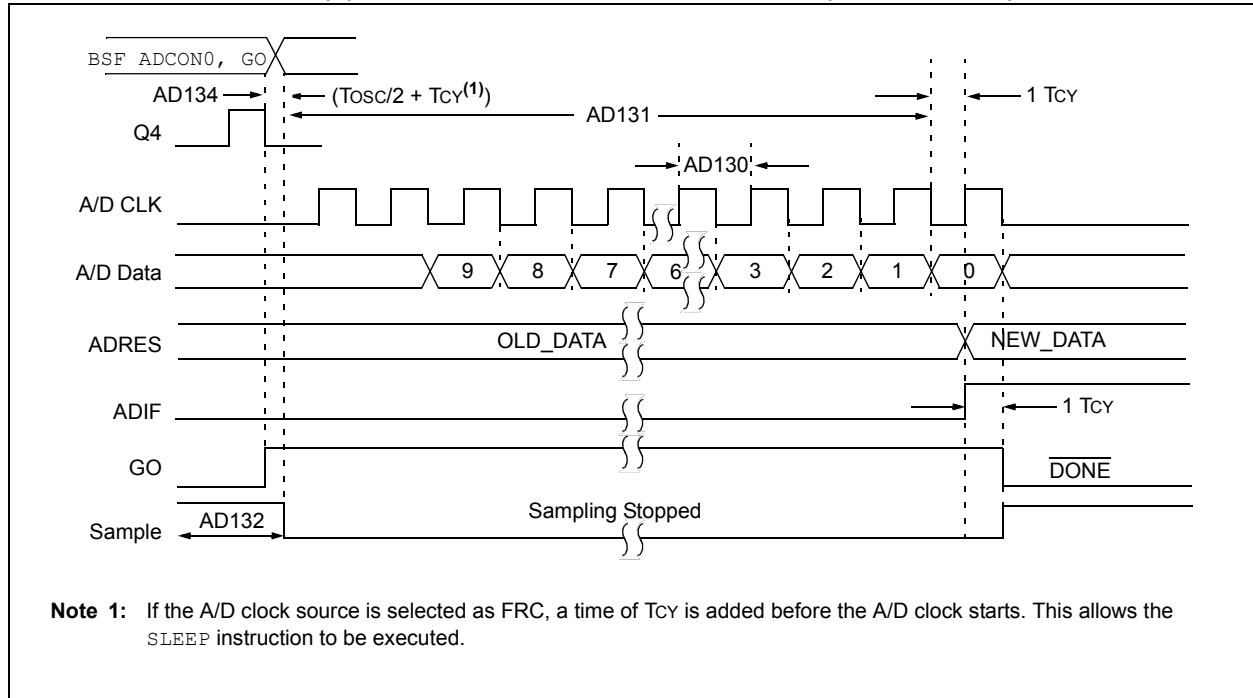 BSF ADCON0, GO
AD134
(TOSC/2 + TCY(1))
1 TCY
AD131
Q4
AD130
A/D CLK
A/D Data
9 8 7 6 3 2 1 0
ADRES
OLD_DATA
NEW_DATA
ADIF
1 TCY
GO
DONE
Sample
AD132
Sampling Stopped
Note 1: If the A/D clock source is selected as FRC, a time of TCY is added before the A/D clock starts. This allows the
SLEEP instruction to be executed.